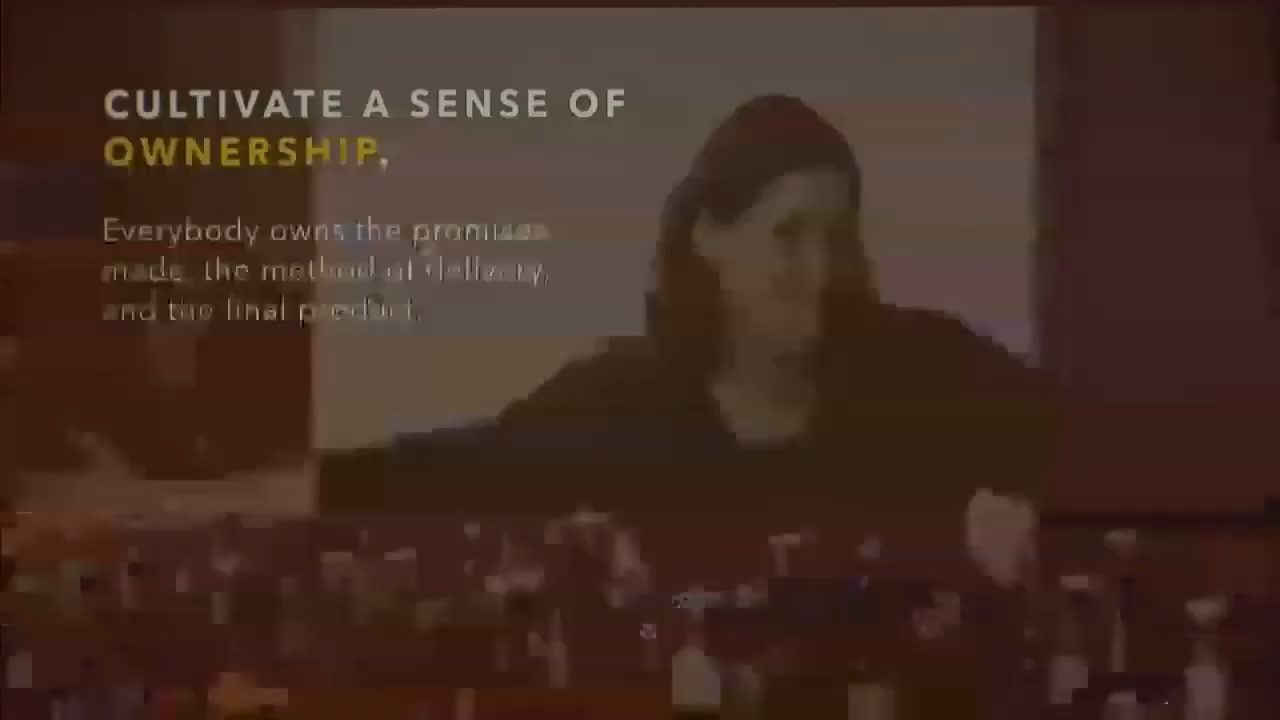 CULTIVATE A SENSE OF
OWNERSHIP.
Everybody owns the promises
made, the method of delivery,
and the final product.